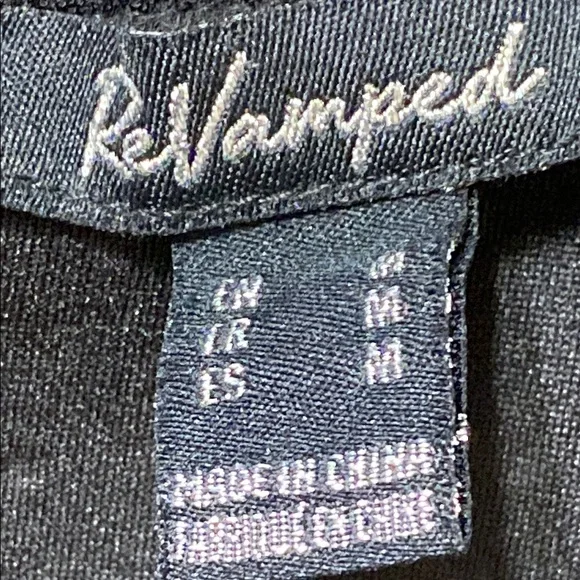 ReVamped
EN M
FR M
ES M
MADE IN CHINA
FABRIQUÉ EN CHINE